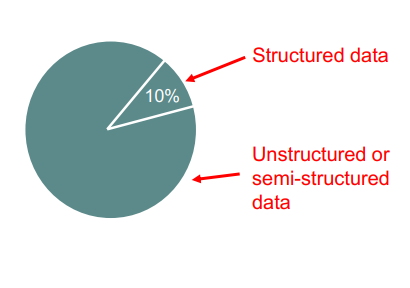 Structured data
10%
Unstructured or
semi-structured
data